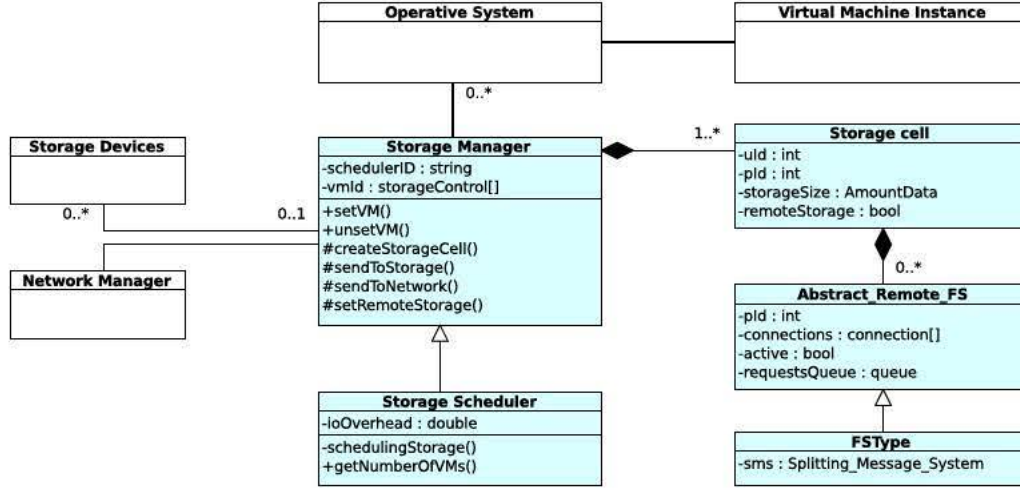 Operative System
Virtual Machine Instance
0..*
Storage Devices
0..*
Network Manager
0..1
Storage Manager
-schedulerID : string
-vmId : storageControl[]
+setVM()
+unsetVM()
#createStorageCell()
#sendToStorage()
#sendToNetwork()
#setRemoteStorage()
1..*
Storage cell
-uId : int
-pId : int
-storageSize : AmountData
-remoteStorage : bool
0..*
Abstract_Remote_FS
-pId : int
-connections : connection[]
-active : bool
-requestsQueue : queue
Storage Scheduler
-ioOverhead : double
-schedulingStorage()
+getNumberOfVMs()
FSType
-sms : Splitting_Message_System